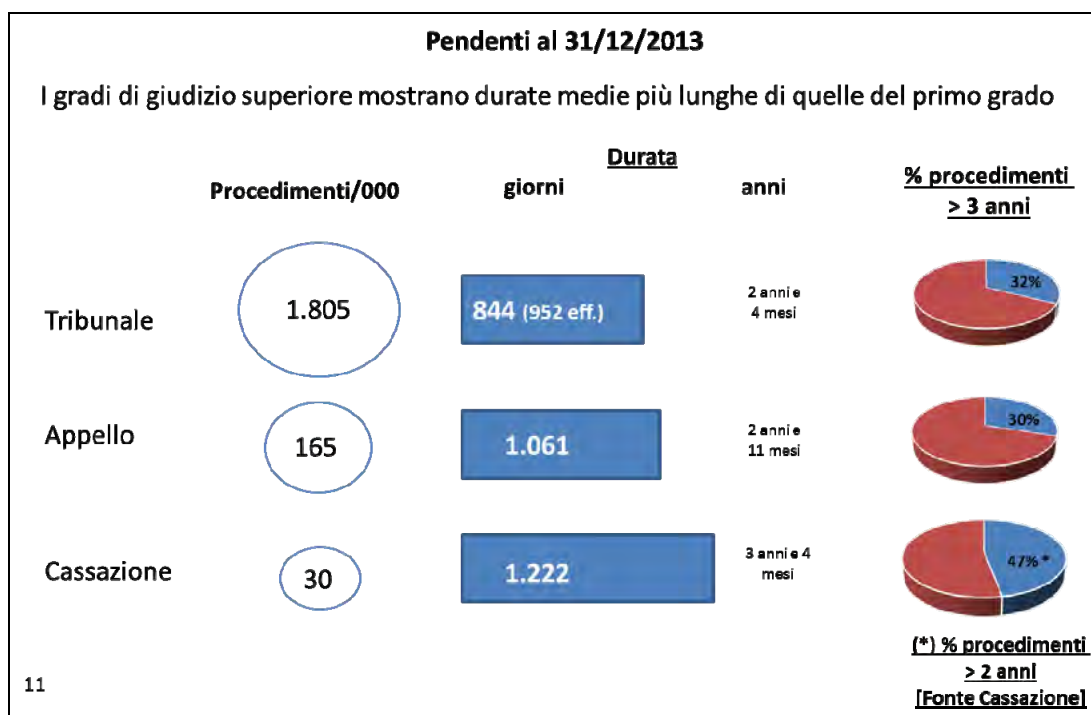 Pendenti al 31/12/2013
I gradi di giudizio superiore mostrano durate medie più lunghe di quelle del primo grado
Durata
Procedimenti/000
giorni
anni
% procedimenti
> 3 anni
Tribunale
1.805
844 (952 eff.)
2 anni e
4 mesi
32%
Appello
165
1.061
2 anni e
11 mesi
30%
Cassazione
30
1.222
3 anni e 4
mesi
47% *
(*) % procedimenti
> 2 anni
[Fonte Cassazione]
11